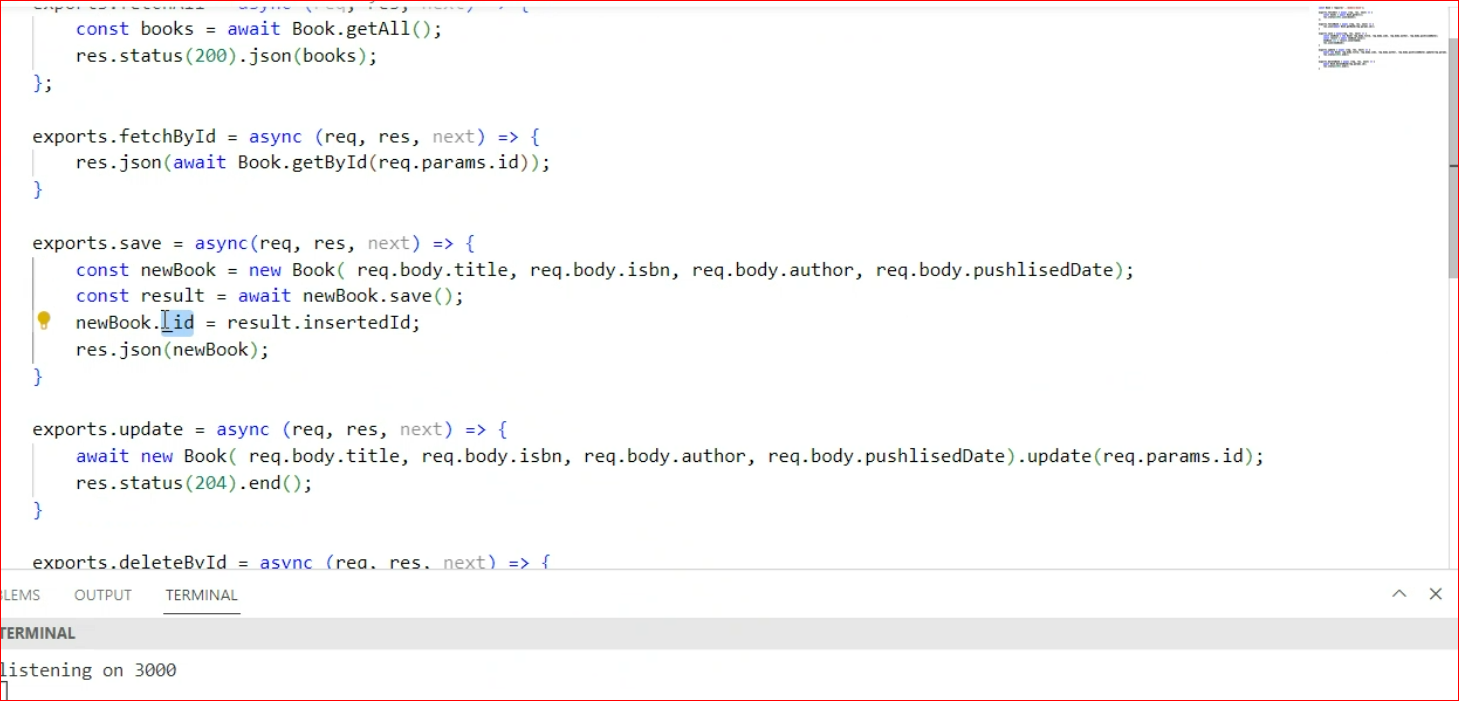 exports.fetchAll = async (req, res, next) => {
    const books = await Book.getAll();
    res.status(200).json(books);
};

exports.fetchById = async (req, res, next) => {
    res.json(await Book.getById(req.params.id));
}

exports.save = async(req, res, next) => {
    const newBook = new Book( req.body.title, req.body.isbn, req.body.author, req.body.pushlisedDate);
    const result = await newBook.save();
    newBook._id = result.insertedId;
    res.json(newBook);
}

exports.update = async (req, res, next) => {
    await new Book( req.body.title, req.body.isbn, req.body.author, req.body.pushlisedDate).update(req.params.id);
    res.status(204).end();
}

exports.deleteById = async (req, res, next) => {
BLEMS OUTPUT TERMINAL
TERMINAL
listening on 3000